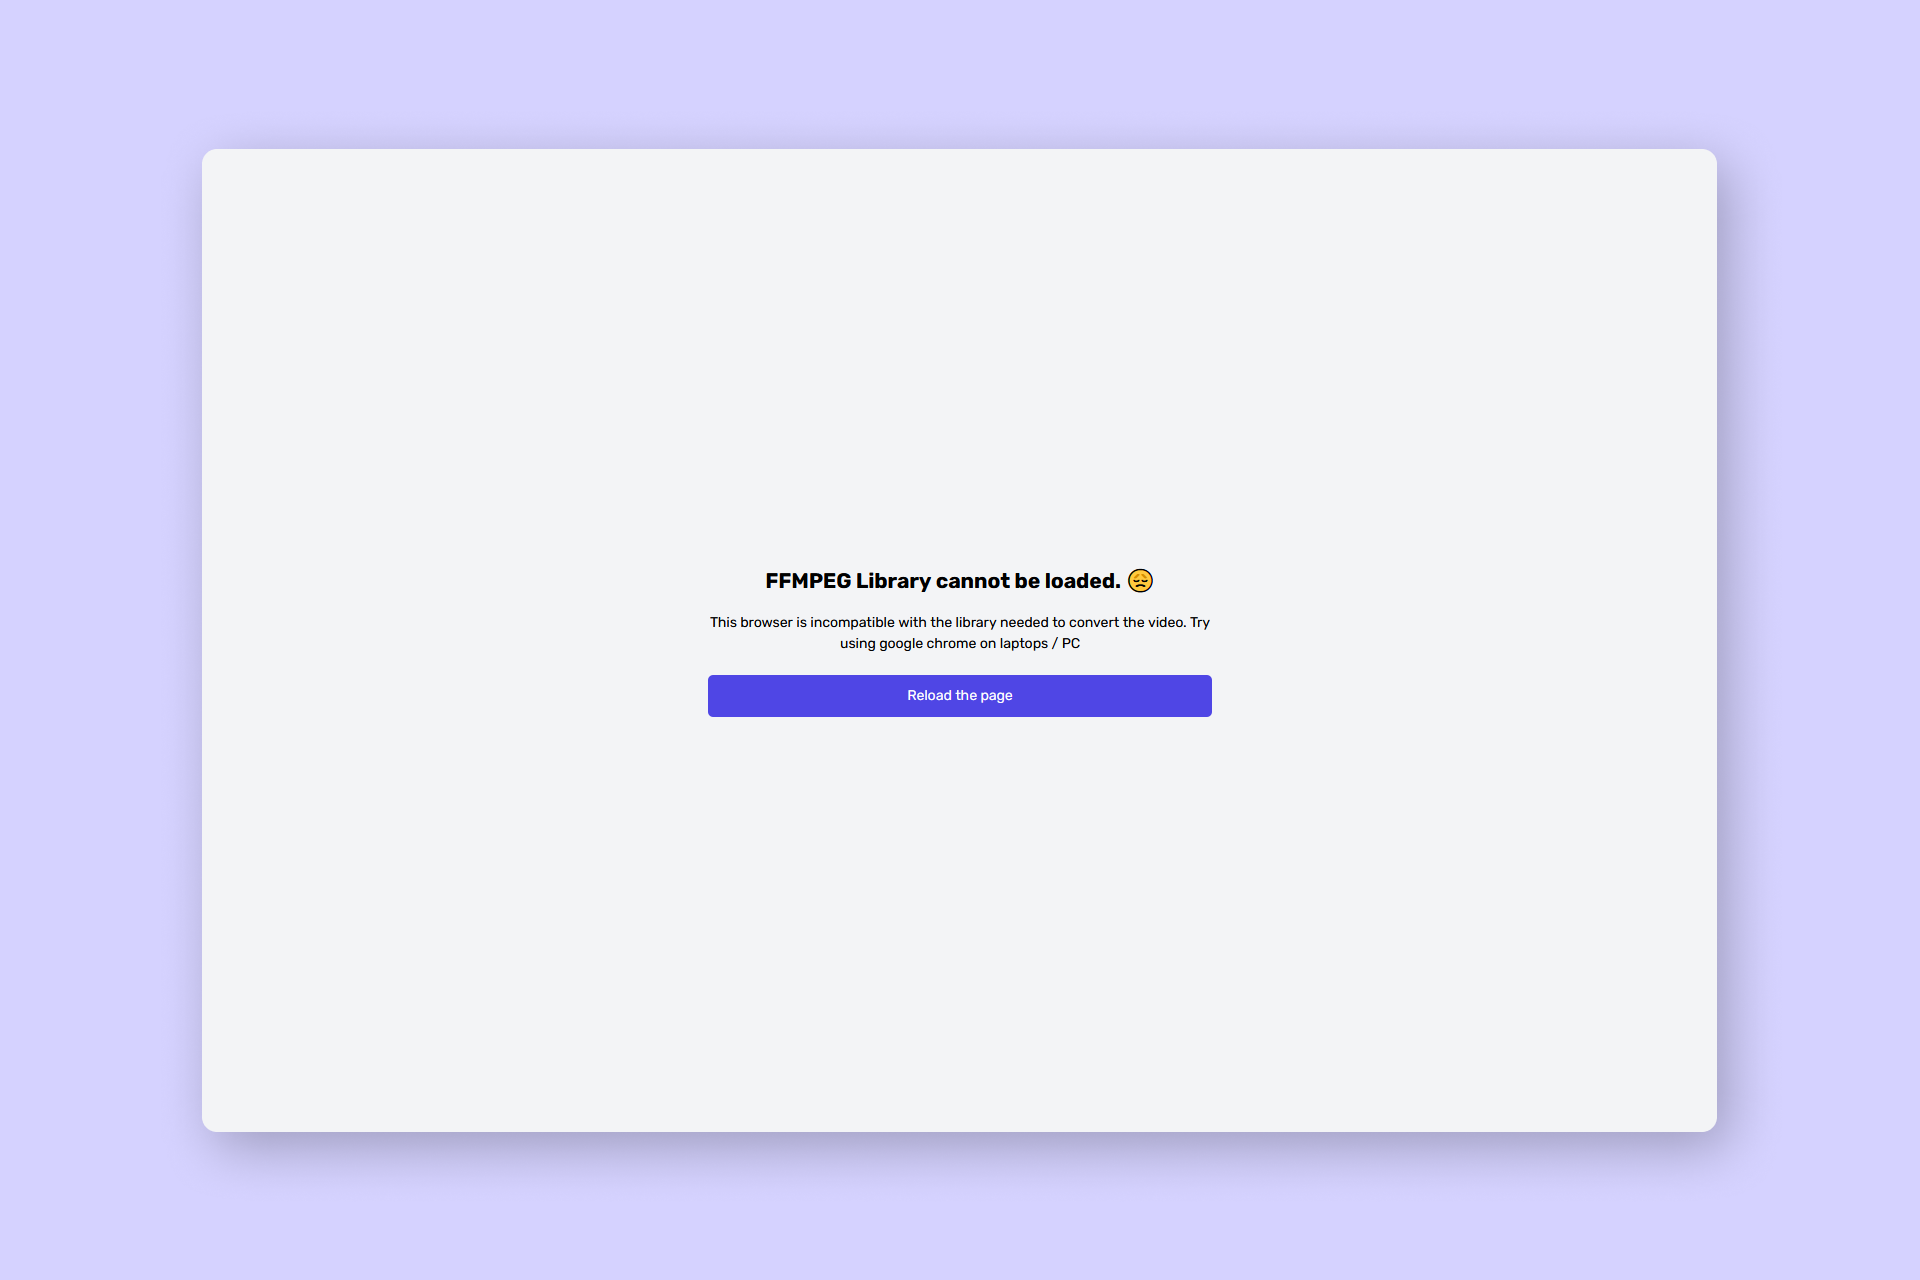 FFMPEG Library cannot be loaded. 😔
This browser is incompatible with the library needed to convert the video. Try
using google chrome on laptops / PC
Reload the page